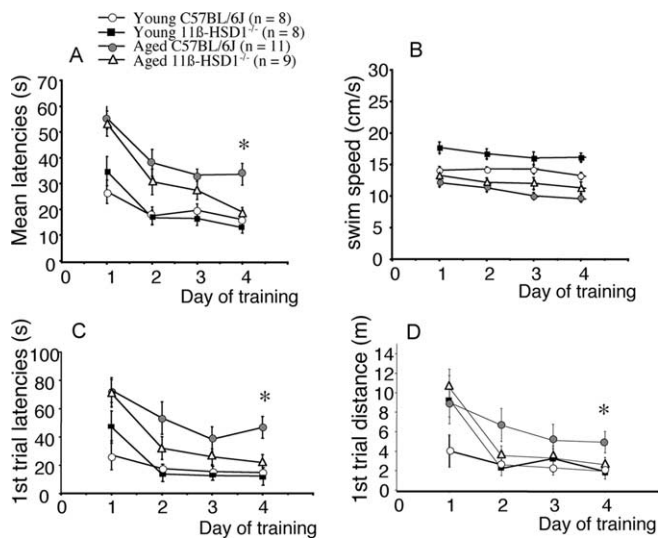 Young C57BL/6J (n = 8)
Young 11ß-HSD1-/- (n = 8)
Aged C57BL/6J (n = 11)
Aged 11ß-HSD1-/- (n = 9)
A
Mean latencies (s)
70
60
50
40
30
20
10
0
*
0 1 2 3 4
Day of training
B
swim speed (cm/s)
30
25
20
15
10
5
0
0 1 2 3 4
Day of training
C
1st trial latencies (s)
100
80
60
40
20
0
*
0 1 2 3 4
Day of training
D
1st trial distance (m)
14
12
10
8
6
4
2
0
*
0 1 2 3 4
Day of training